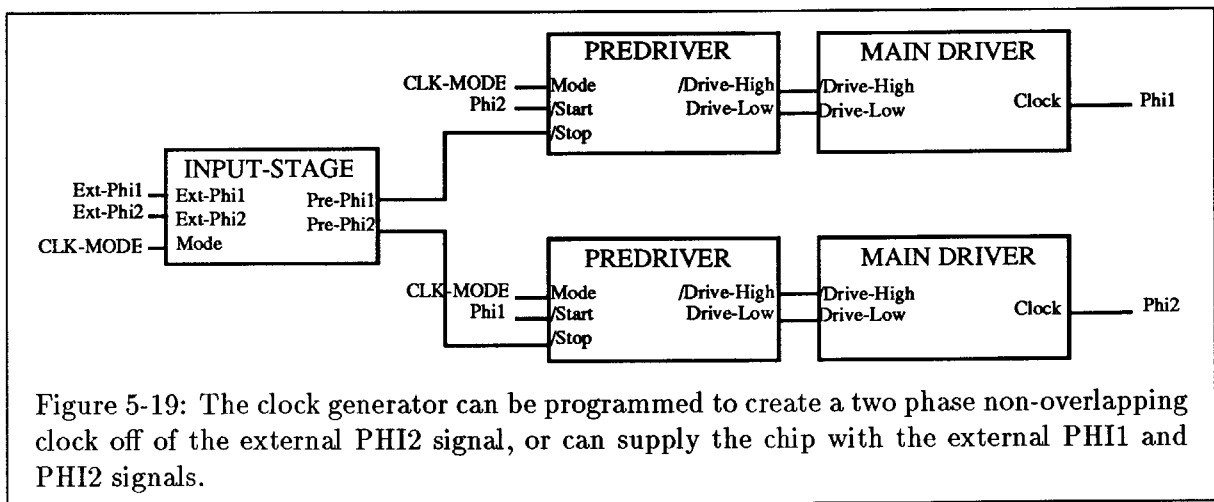 PREDRIVER
CLK-MODE Mode /Drive-High
Phi2 /Start Drive-Low
/Stop
MAIN DRIVER
/Drive-High Clock Phi1
Drive-Low
INPUT-STAGE
Ext-Phi1 Ext-Phi1 Pre-Phi1
Ext-Phi2 Ext-Phi2 Pre-Phi2
CLK-MODE Mode
PREDRIVER
CLK-MODE Mode /Drive-High
Phi1 /Start Drive-Low
/Stop
MAIN DRIVER
/Drive-High Clock Phi2
Drive-Low
Figure 5-19: The clock generator can be programmed to create a two phase non-overlapping
clock off of the external PHI2 signal, or can supply the chip with the external PHI1 and
PHI2 signals.